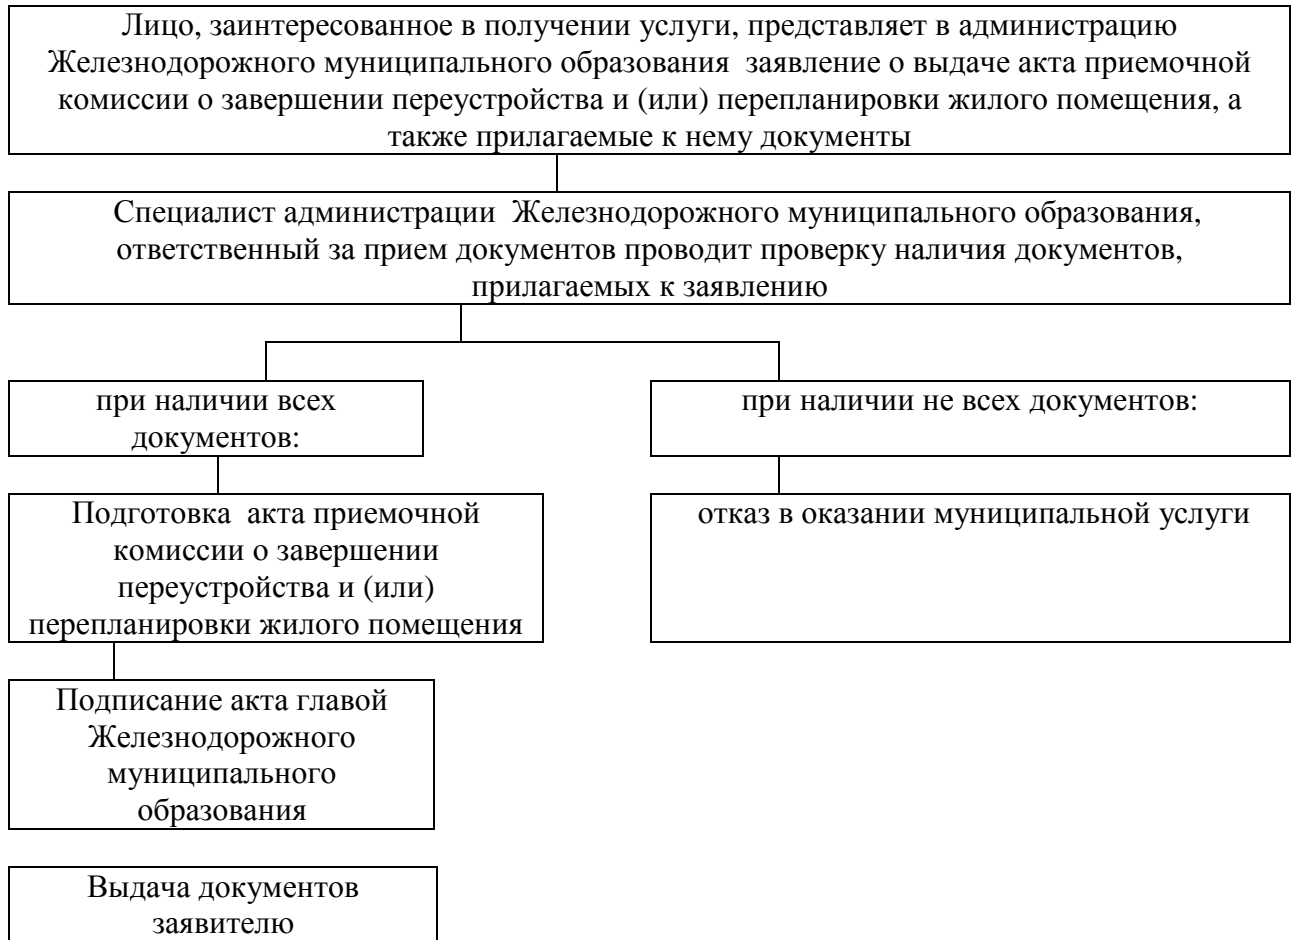 Лицо, заинтересованное в получении услуги, представляет в администрацию
Железнодорожного муниципального образования заявление о выдаче акта приемочной
комиссии о завершении переустройства и (или) перепланировки жилого помещения, а
также прилагаемые к нему документы
Специалист администрации Железнодорожного муниципального образования,
ответственный за прием документов проводит проверку наличия документов,
прилагаемых к заявлению
при наличии всех
документов:
при наличии не всех документов:
Подготовка акта приемочной
комиссии о завершении
переустройства и (или)
перепланировки жилого помещения
отказ в оказании муниципальной услуги
Подписание акта главой
Железнодорожного
муниципального
образования
Выдача документов
заявителю